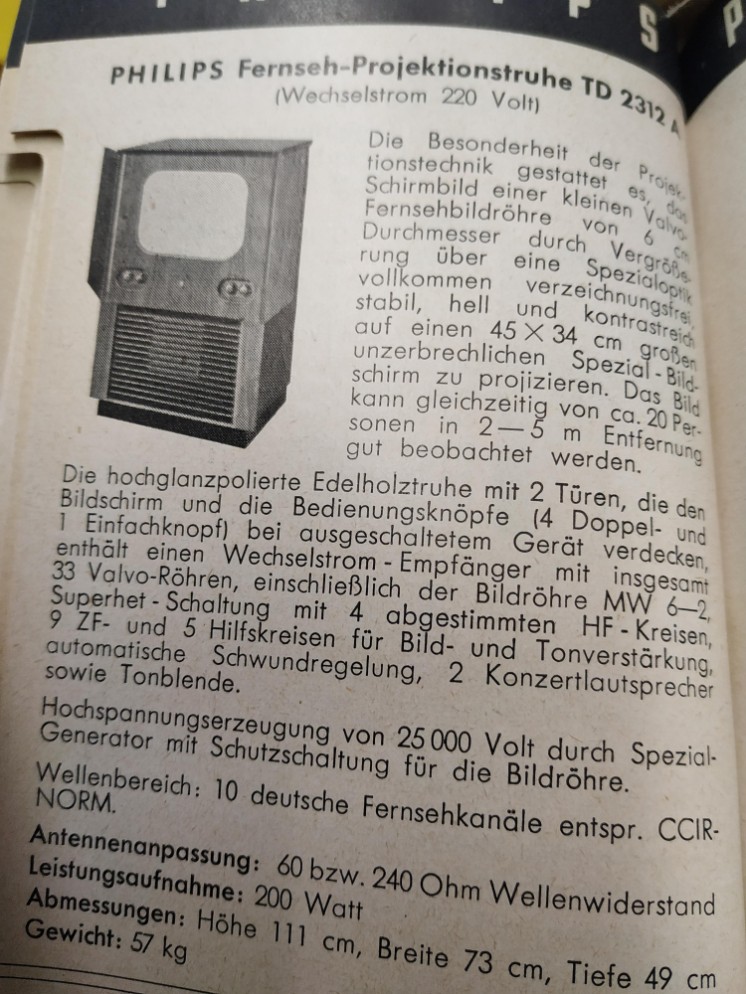 PHILIPS Fernseh-Projektionstruhe TD 2312 A
(Wechselstrom 220 Volt)
Die Besonderheit der Projek-
tionstechnik gestattet es, das
Schirmbild einer kleinen Valvo-
Fernsehbildröhre von 6 cm
Durchmesser durch Vergröße-
rung über eine Spezialoptik
vollkommen verzeichnungsfrei,
stabil, hell und kontrastreich
auf einen 45 × 34 cm großen
unzerbrechlichen Spezial-Bild-
schirm zu projizieren. Das Bild
kann gleichzeitig von ca. 20 Per-
sonen in 2—5 m Entfernung
gut beobachtet werden.
Die hochglanzpolierte Edelholztruhe mit 2 Türen, die den
Bildschirm und die Bedienungsknöpfe (4 Doppel- und
1 Einfachknopf) bei ausgeschaltetem Gerät verdecken,
enthält einen Wechselstrom-Empfänger mit insgesamt
33 Valvo-Röhren, einschließlich der Bildröhre MW 6—2,
Superhet-Schaltung mit 4 abgestimmten HF-Kreisen,
9 ZF- und 5 Hilfskreisen für Bild- und Tonverstärkung,
automatische Schwundregelung, 2 Konzertlautsprecher
sowie Tonblende.
Hochspannungserzeugung von 25 000 Volt durch Spezial-
Generator mit Schutzschaltung für die Bildröhre.
Wellenbereich: 10 deutsche Fernsehkanäle entspr. CCIR-
NORM.
Antennenanpassung: 60 bzw. 240 Ohm Wellenwiderstand
Leistungsaufnahme: 200 Watt
Abmessungen: Höhe 111 cm, Breite 73 cm, Tiefe 49 cm
Gewicht: 57 kg